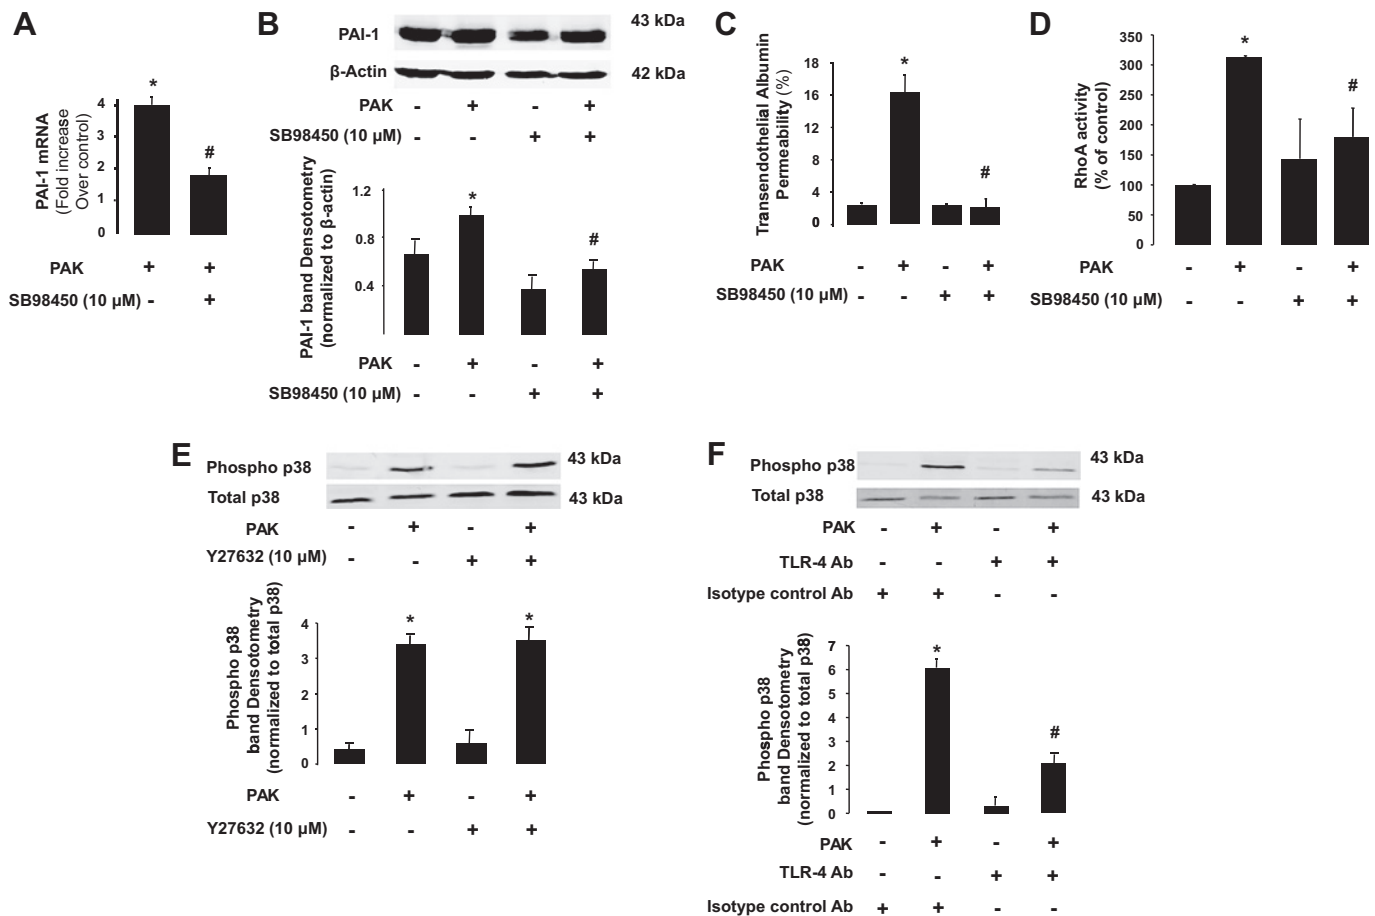 A
PAI-1 mRNA
(Fold increase
Over control)
4
3
2
1
0
*
#
PAK + +
SB98450 (10 µM) - +
B
PAI-1
43 kDa
β-Actin
42 kDa
PAK - + - +
SB98450 (10 µM) - - + +
PAI-1 band Densotometry
(normalized to β-actin)
1.2
0.8
0.4
*
#
PAK - + - +
SB98450 (10 µM) - - + +
C
Transendothelial Albumin
Permeability (%)
18
16
12
8
4
0
*
#
PAK - + - +
SB98450 (10 µM) - - + +
D
RhoA activity
(% of control)
350
300
250
200
150
100
50
0
*
#
PAK - + - +
SB98450 (10 µM) - - + +
E
Phospho p38
43 kDa
Total p38
43 kDa
PAK - + - +
Y27632 (10 µM) - - + +
Phospho p38
band Densotometry
(normalized to total p38)
4
3
2
1
0
*
*
PAK - + - +
Y27632 (10 µM) - - + +
F
Phospho p38
43 kDa
Total p38
43 kDa
PAK - + - +
TLR-4 Ab - - + +
Isotype control Ab + + - -
Phospho p38
band Densotometry
(normalized to total p38)
7
6
5
4
3
2
1
0
*
#
PAK - + - +
TLR-4 Ab - - + +
Isotype control Ab + + - -